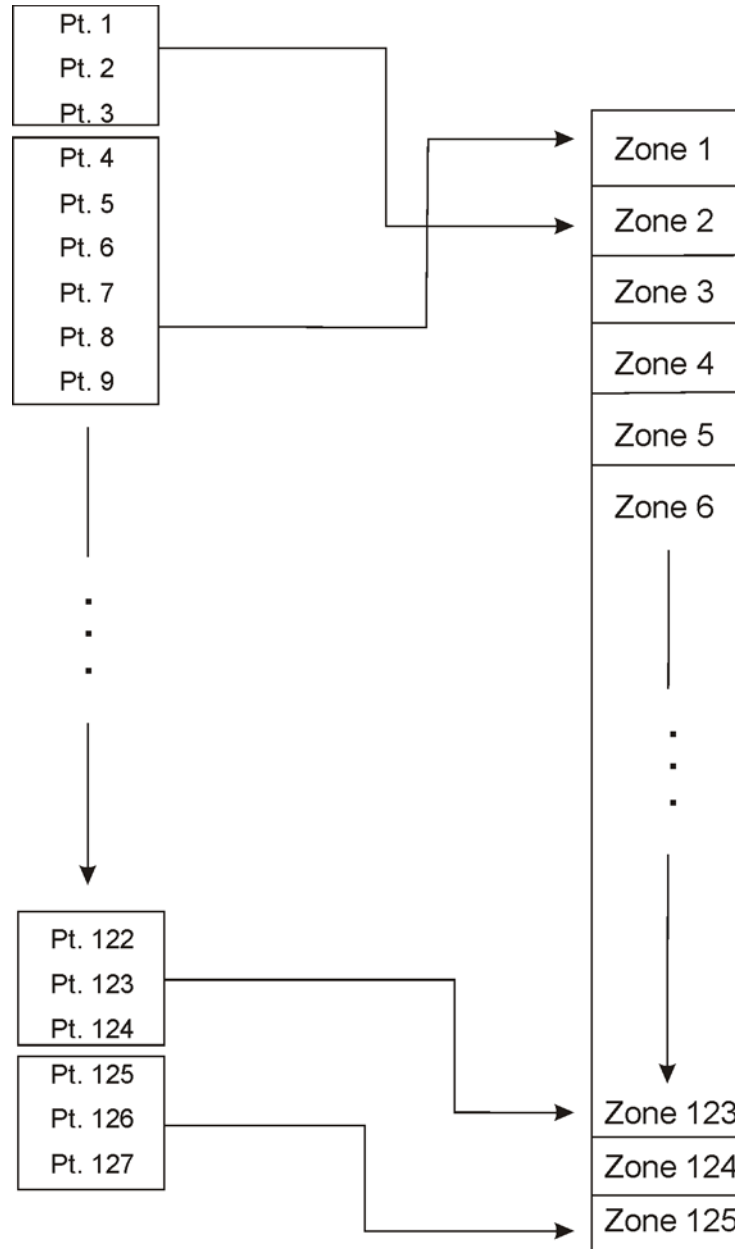 Pt. 1
Pt. 2
Pt. 3
Pt. 4
Pt. 5
Pt. 6
Pt. 7
Pt. 8
Pt. 9
Pt. 122
Pt. 123
Pt. 124
Pt. 125
Pt. 126
Pt. 127
Zone 1
Zone 2
Zone 3
Zone 4
Zone 5
Zone 6
Zone 123
Zone 124
Zone 125